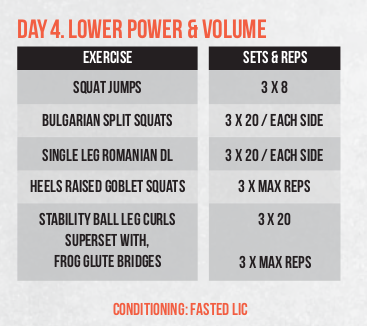 DAY 4. LOWER POWER & VOLUME
EXERCISE SETS & REPS
SQUAT JUMPS 3 X 8
BULGARIAN SPLIT SQUATS 3 X 20 / EACH SIDE
SINGLE LEG ROMANIAN DL 3 X 20 / EACH SIDE
HEELS RAISED GOBLET SQUATS 3 X MAX REPS
STABILITY BALL LEG CURLS 3 X 20
SUPERSET WITH,
FROG GLUTE BRIDGES 3 X MAX REPS
CONDITIONING: FASTED LIC